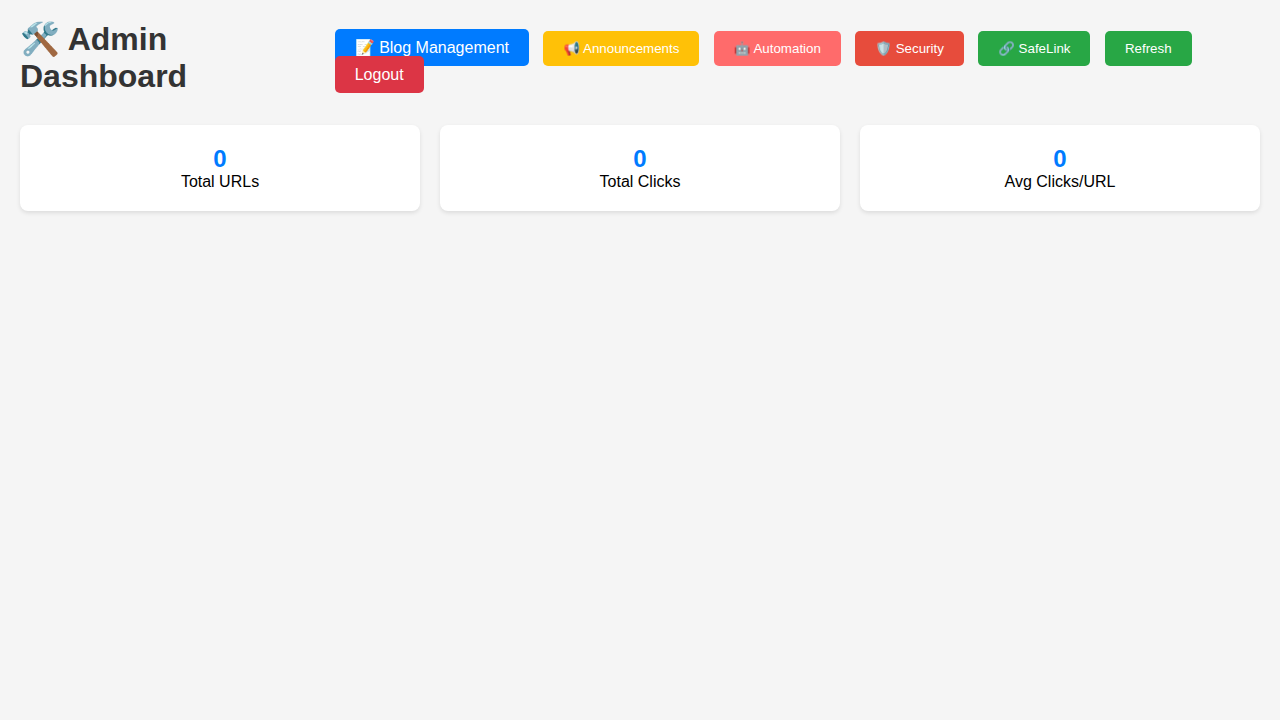 🛠️ Admin
Dashboard
📝 Blog Management
📢 Announcements
🤖 Automation
🛡️ Security
🔗 SafeLink
Refresh
Logout
0
Total URLs
0
Total Clicks
0
Avg Clicks/URL